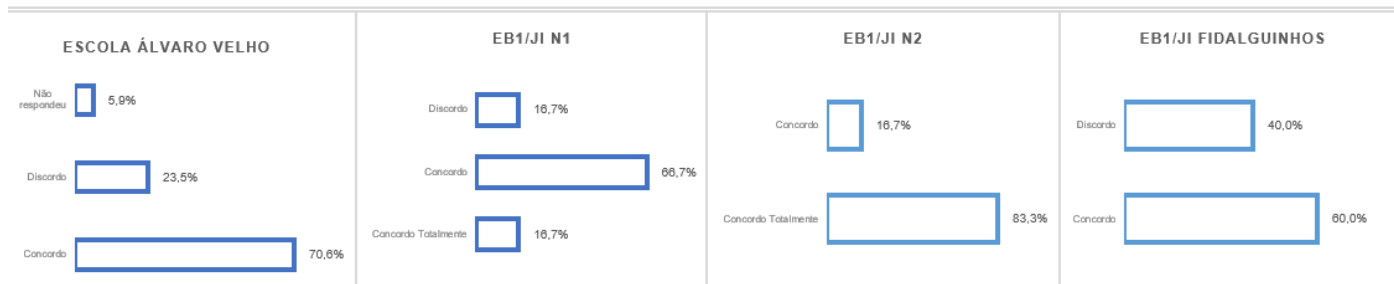 ESCOLA ÁLVARO VELHO
Não
respondeu
5,9%
Discordo
23,5%
Concordo
70,6%
EB1/JI N1
Discordo
16,7%
Concordo
66,7%
Concordo Totalmente
16,7%
EB1/JI N2
Concordo
16,7%
Concordo Totalmente
83,3%
EB1/JI FIDALGUINHOS
Discordo
40,0%
Concordo
60,0%